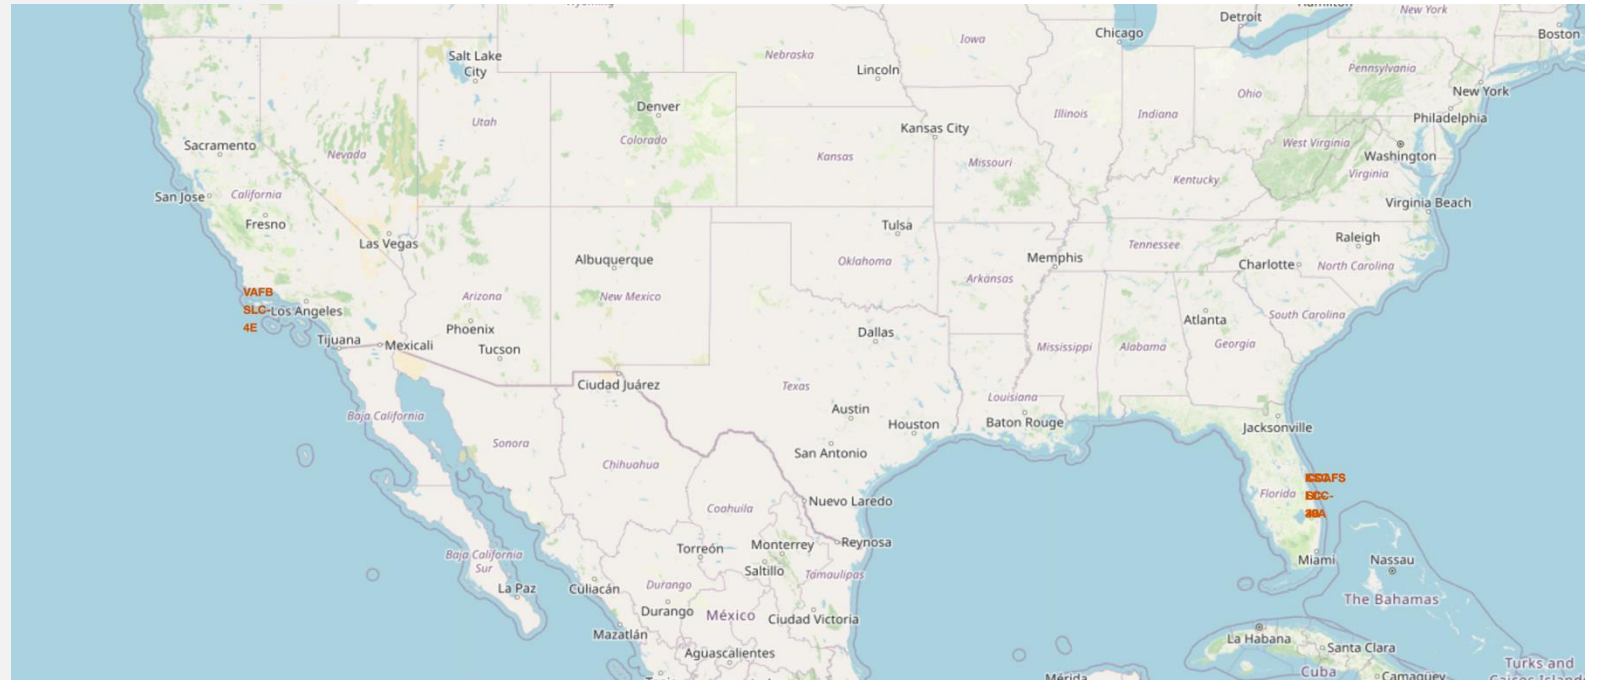 Wyoming
Hamilton
New York
Detroit
Chicago
Boston
Iowa
Nebraska
Salt Lake
City
Lincoln
Pennsylvania
New York
Ohio
Denver
Utah
Colorado
Illinois
Indiana
Philadelphia
Kansas City
Sacramento
Nevada
Kansas
Missouri
West Virginia
Washington
Virginia
Kentucky
San Jose
California
Fresno
Virginia Beach
Tulsa
Las Vegas
Raleigh
Tennessee
Albuquerque
Oklahoma
Memphis
Charlotte
North Carolina
Arkansas
VAFB
SLC-
4E
Los Angeles
Arizona
New Mexico
Phoenix
Atlanta
South Carolina
Dallas
Tijuana
Mexicali
Tucson
Mississippi
Alabama
Georgia
Ciudad Juárez
Texas
Louisiana
Baja California
Austin
Houston
Baton Rouge
Jacksonville
Sonora
San Antonio
Chihuahua
Florida
Coahuila
Nuevo Laredo
Reynosa
Torreón
Monterrey
Baja California
Sur
Saltillo
Tamaulipas
Miami
Nassau
La Paz
Culiacán
Durango
Durango
México
Ciudad Victoria
The Bahamas
Mazatlán
La Habana
Santa Clara
Aguascalientes
Turks and
Caicos Islands
Cuba
Camagüey
Mérida